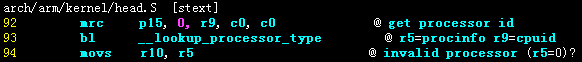 arch/arm/kernel/head.S [stext]
92 mrc p15, 0, r9, c0, c0 @ get processor id
93 bl __lookup_processor_type @ r5=procinfo r9=cpuid
94 movs r10, r5 @ invalid processor (r5=0)?